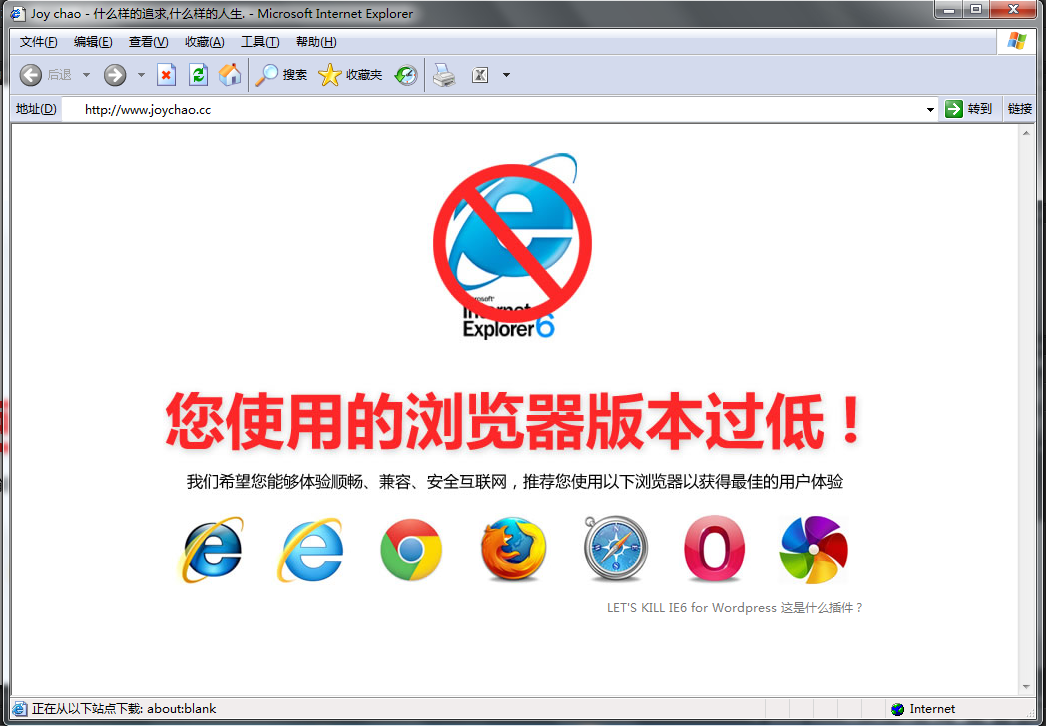 Joy chao - 什么样的追求,什么样的人生. - Microsoft Internet Explorer
文件(F) 编辑(E) 查看(V) 收藏(A) 工具(T) 帮助(H)
后退 搜索 收藏夹
地址(D) http://www.joychao.cc 转到 链接
Internet
Explorer6
您使用的浏览器版本过低！
我们希望您能够体验顺畅、兼容、安全互联网，推荐您使用以下浏览器以获得最佳的用户体验
LET'S KILL IE6 for Wordpress 这是什么插件？
正在从以下站点下载: about:blank Internet